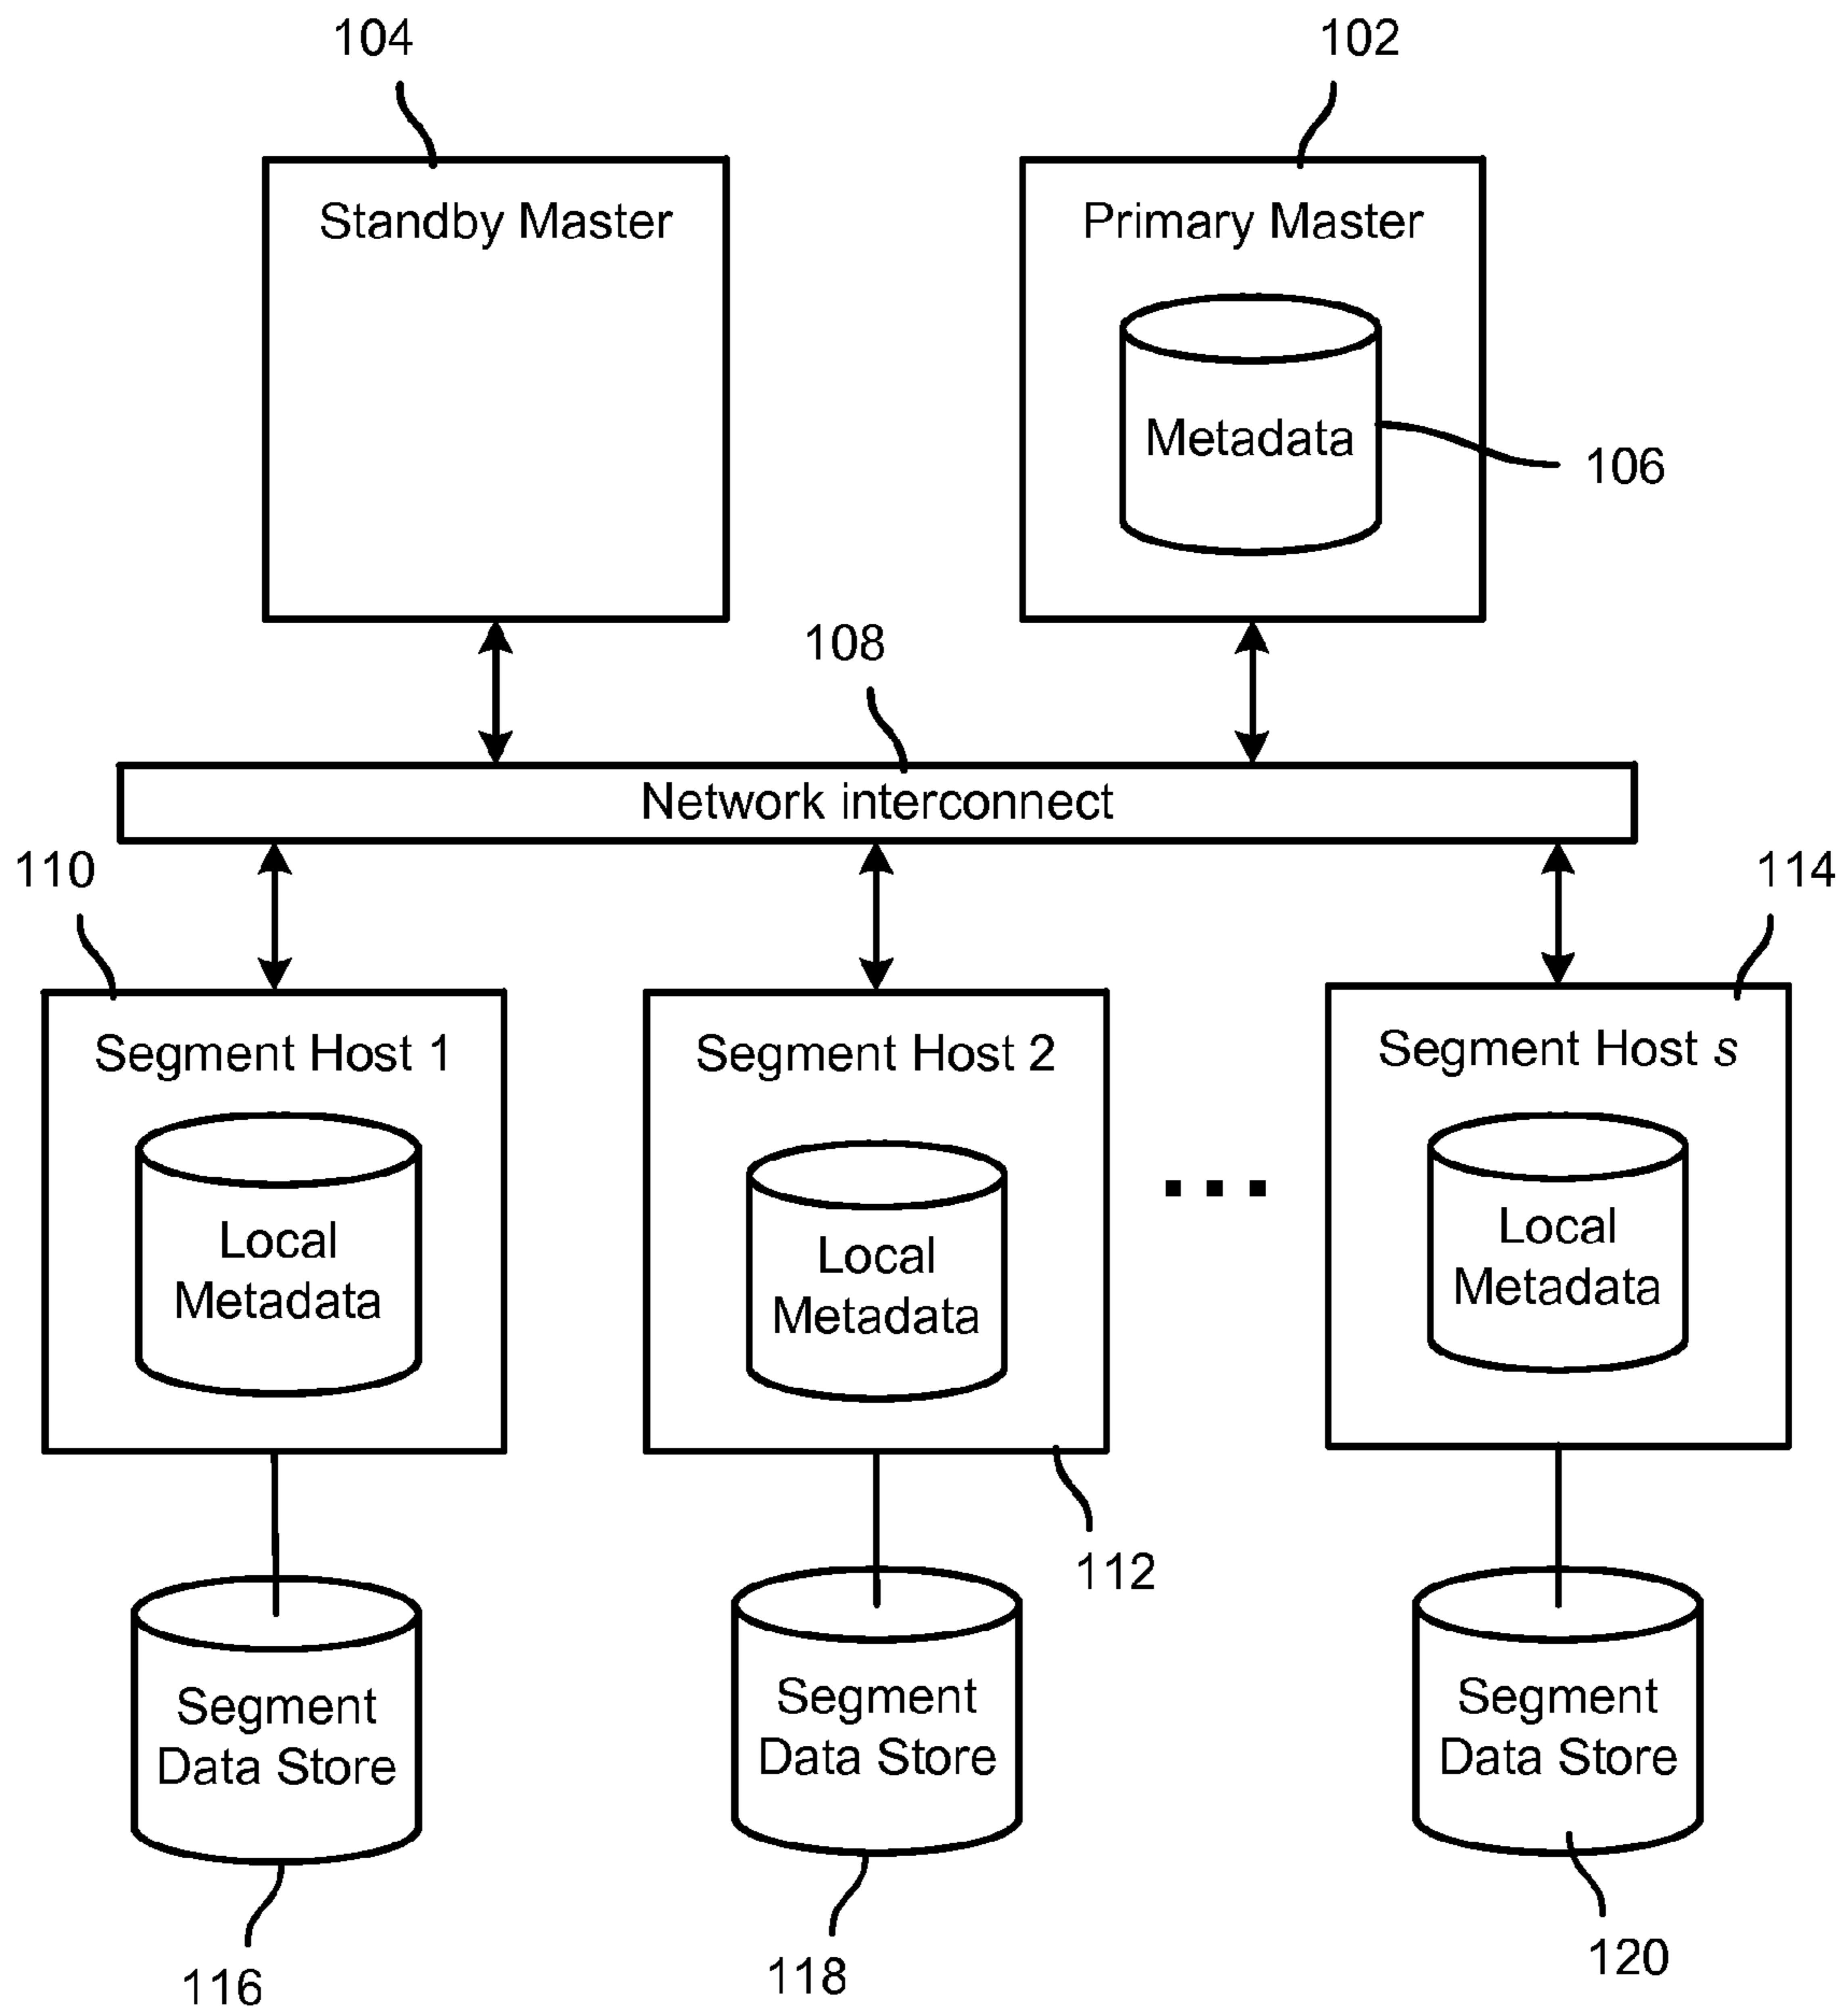 104
102
Standby Master
Primary Master
Metadata
106
108
Network interconnect
110
114
Segment Host 1
Segment Host 2
Segment Host s
Local
Metadata
Local
Metadata
Local
Metadata
...
112
Segment
Data Store
Segment
Data Store
Segment
Data Store
116
118
120